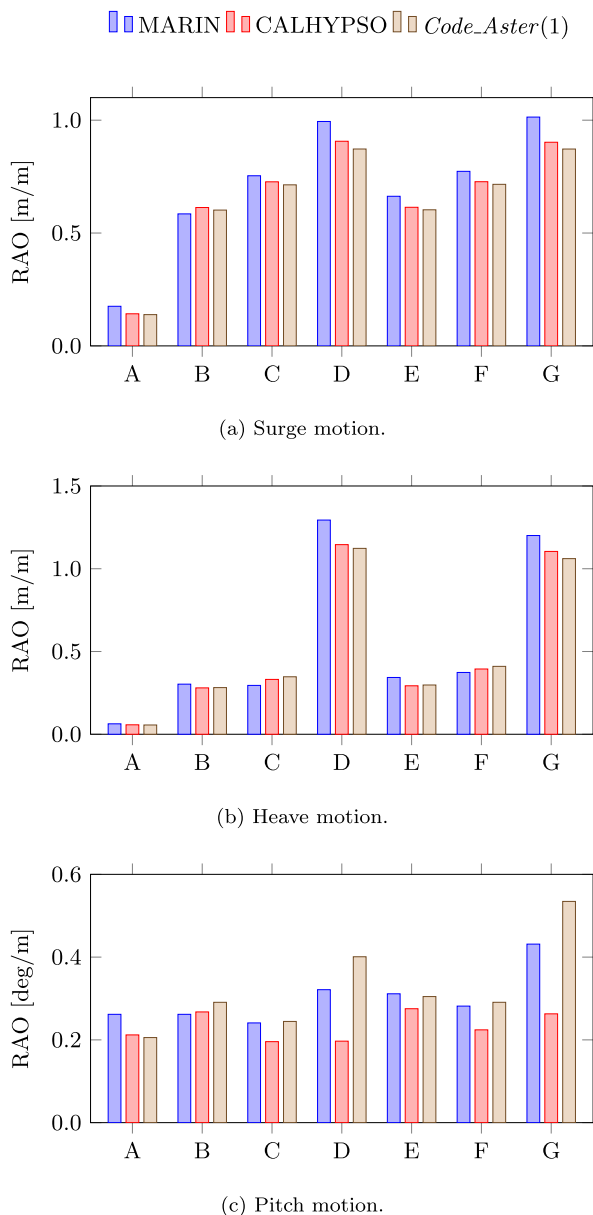 MARIN CALHYPSO Code_Aster(1)
RAO [m/m]
1.0
0.5
0.0
A B C D E F G
(a) Surge motion.
RAO [m/m]
1.5
1.0
0.5
0.0
A B C D E F G
(b) Heave motion.
RAO [deg/m]
0.6
0.4
0.2
0.0
A B C D E F G
(c) Pitch motion.